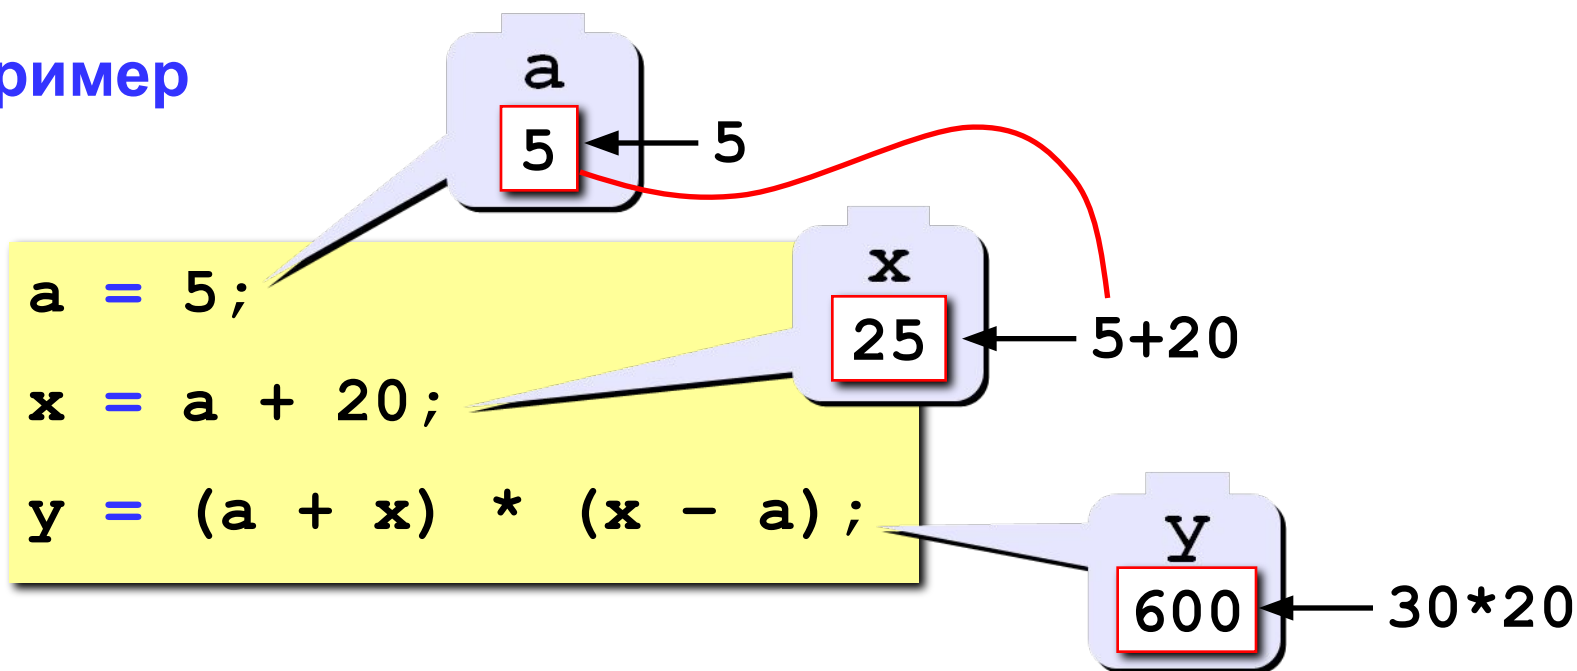 ример
a
5 5
x
25 5+20
a = 5;
x = a + 20;
y = (a + x) * (x - a);
y
600 30*20